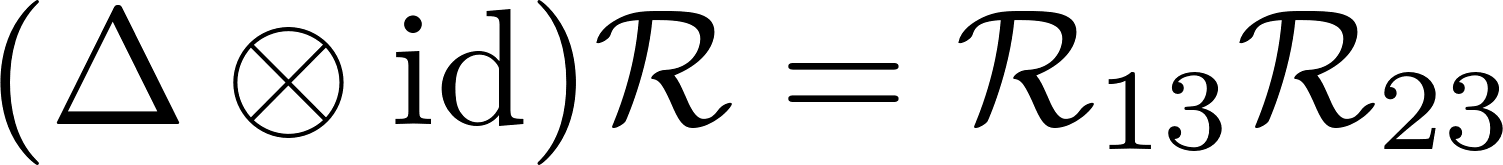 (Δ ⊗ id)ℛ = ℛ₁₃ℛ₂₃